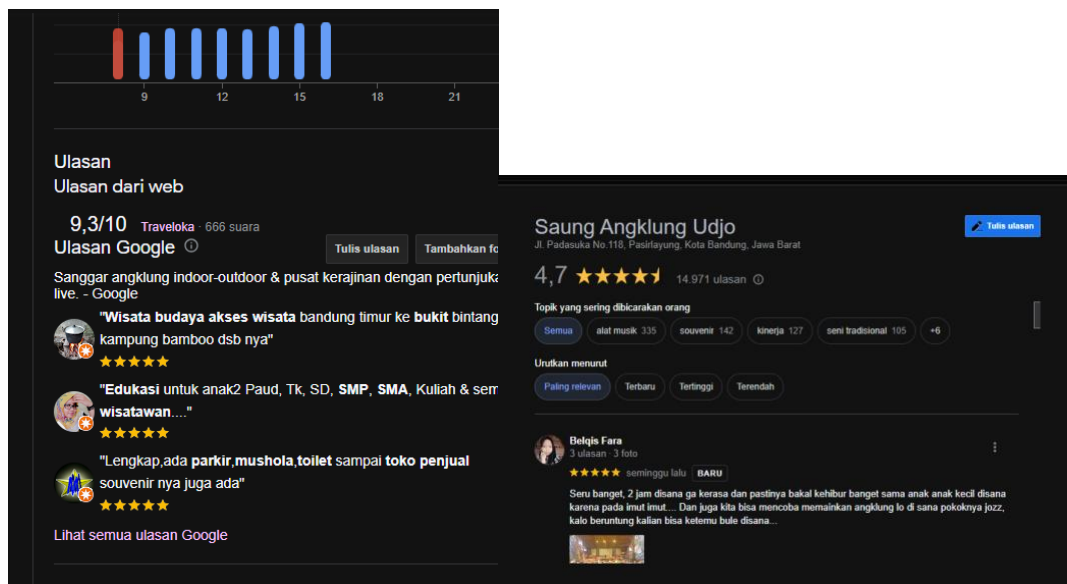 9 12 15 18 21
Ulasan
Ulasan dari web
9,3/10 Traveloka · 666 suara
Ulasan Google
Tulis ulasan Tambahkan fo
Sanggar angklung indoor-outdoor & pusat kerajinan dengan pertunjuka
live. - Google
"Wisata budaya akses wisata bandung timur ke bukit bintang
kampung bamboo dsb nya"
"Edukasi untuk anak2 Paud, Tk, SD, SMP, SMA, Kuliah & sem
wisatawan...."
"Lengkap,ada parkir,mushola,toilet sampai toko penjual
souvenir nya juga ada"
Lihat semua ulasan Google
Saung Angklung Udjo
Tulis ulasan
Jl. Padasuka No.118, Pasirlayung, Kota Bandung, Jawa Barat
4,7 14.971 ulasan
Topik yang sering dibicarakan orang
Semua alat musik 335 souvenir 142 kinerja 127 seni tradisional 105 +6
Urutkan menurut
Paling relevan Terbaru Tertinggi Terendah
Belqis Fara
3 ulasan · 3 foto
seminggu lalu BARU
Seru banget, 2 jam disana ga kerasa dan pastinya bakal kehibur banget sama anak anak kecil disana
karena pada imut imut.... Dan juga kita bisa mencoba memainkan angklung lo di sana pokoknya jozz,
kalo beruntung kalian bisa ketemu bule disana...